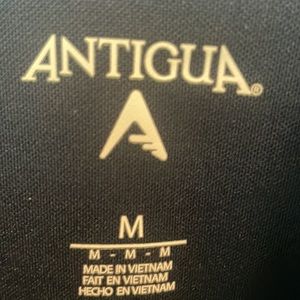 ANTIGUA®
M
M - M - M
MADE IN VIETNAM
FAIT EN VIETNAM
HECHO EN VIETNAM